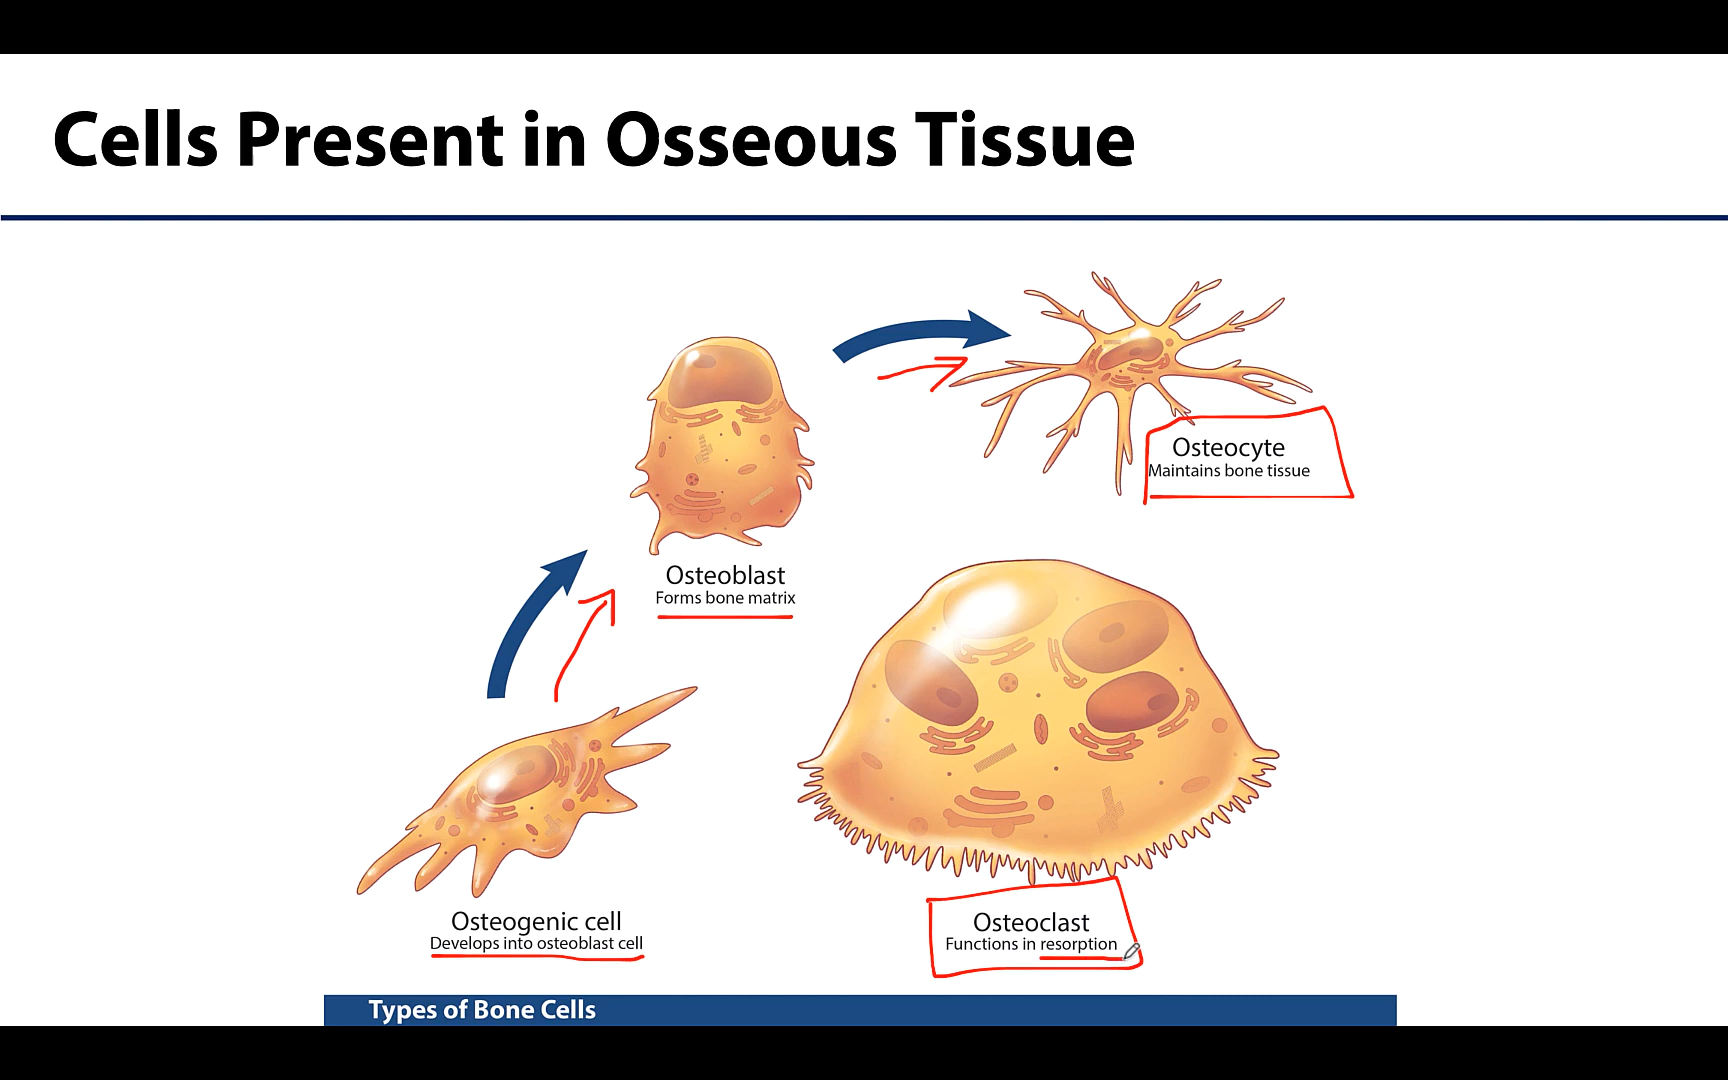 Cells Present in Osseous Tissue
Osteocyte
Maintains bone tissue
Osteoblast
Forms bone matrix
Osteogenic cell
Develops into osteoblast cell
Osteoclast
Functions in resorption
Types of Bone Cells